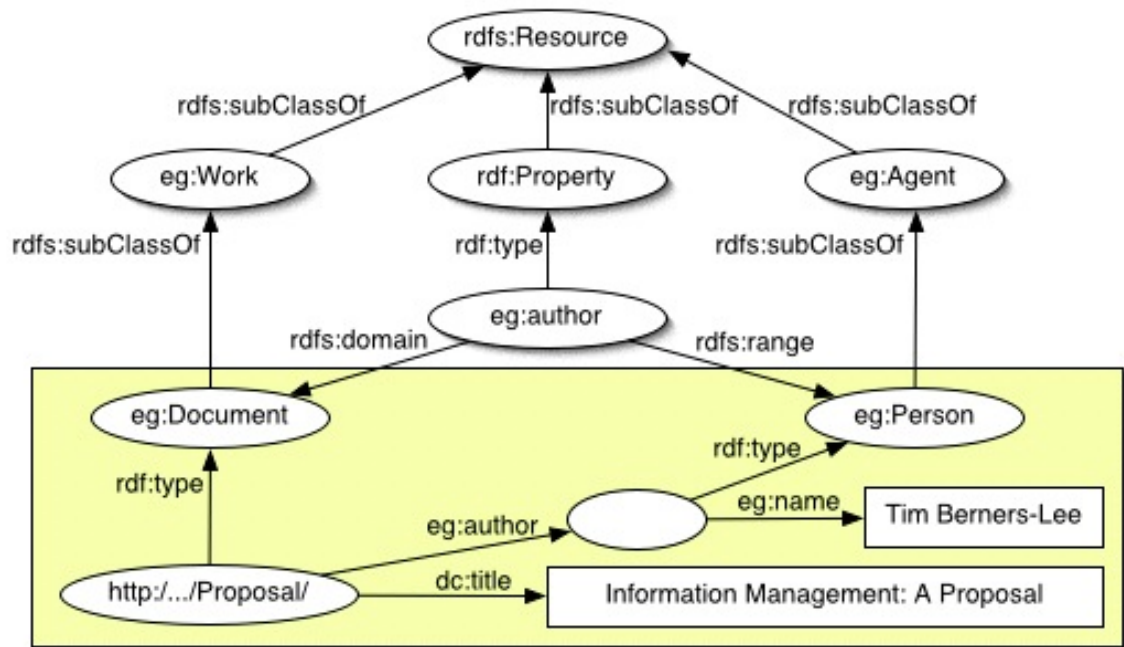 rdfs:Resource
rdfs:subClassOf
rdfs:subClassOf
rdfs:subClassOf
eg:Work
rdf:Property
eg:Agent
rdfs:subClassOf
rdf:type
rdfs:subClassOf
eg:author
rdfs:domain
rdfs:range
eg:Document
eg:Person
rdf:type
rdf:type
eg:name
Tim Berners-Lee
eg:author
http:/.../Proposal/
dc:title
Information Management: A Proposal